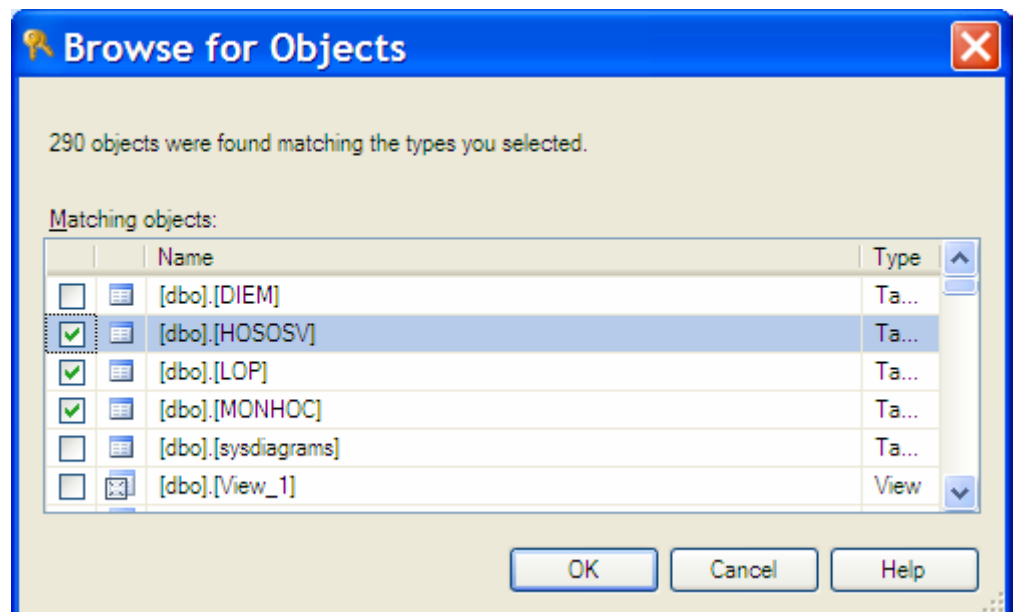 Browse for Objects
290 objects were found matching the types you selected.
Matching objects:
Name Type
[dbo].[DIEM] Ta...
[dbo].[HOSOSV] Ta...
[dbo].[LOP] Ta...
[dbo].[MONHOC] Ta...
[dbo].[sysdiagrams] Ta...
[dbo].[View_1] View
OK Cancel Help